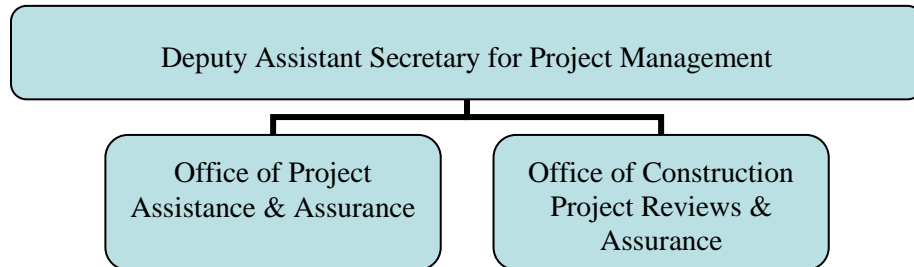 Deputy Assistant Secretary for Project Management
Office of Project
Assistance & Assurance
Office of Construction
Project Reviews &
Assurance